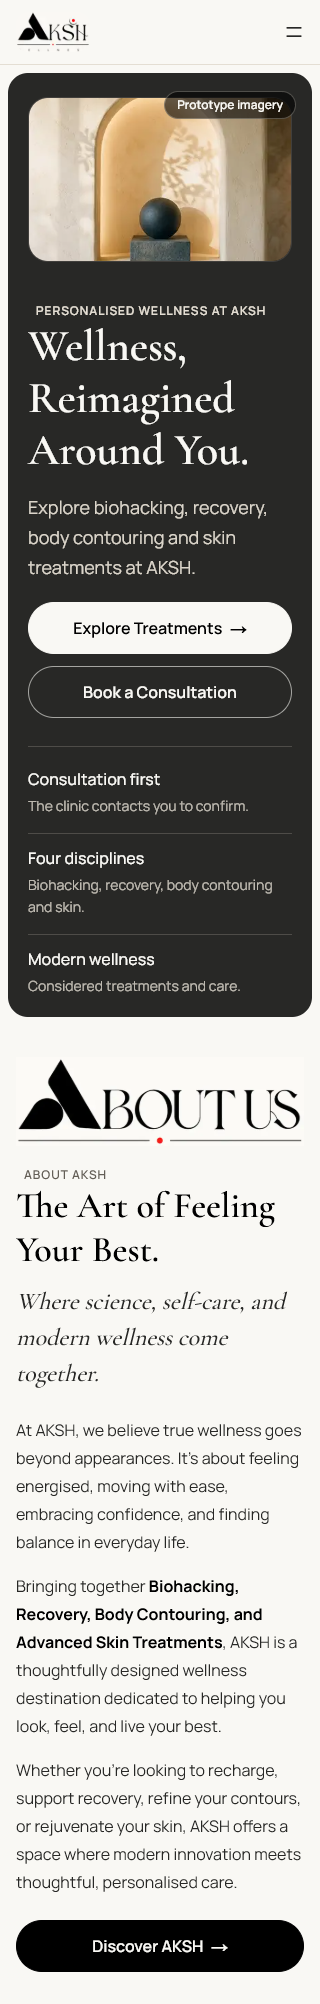 AKSH
Prototype imagery
PERSONALISED WELLNESS AT AKSH
Wellness,
Reimagined
Around You.
Explore biohacking, recovery,
body contouring and skin
treatments at AKSH.
Explore Treatments →
Book a Consultation
Consultation first
The clinic contacts you to confirm.
Four disciplines
Biohacking, recovery, body contouring
and skin.
Modern wellness
Considered treatments and care.
ABOUT US
ABOUT AKSH
The Art of Feeling
Your Best.
Where science, self-care, and
modern wellness come
together.
At AKSH, we believe true wellness goes
beyond appearances. It's about feeling
energised, moving with ease,
embracing confidence, and finding
balance in everyday life.
Bringing together Biohacking,
Recovery, Body Contouring, and
Advanced Skin Treatments, AKSH is a
thoughtfully designed wellness
destination dedicated to helping you
look, feel, and live your best.
Whether you're looking to recharge,
support recovery, refine your contours,
or rejuvenate your skin, AKSH offers a
space where modern innovation meets
thoughtful, personalised care.
Discover AKSH →